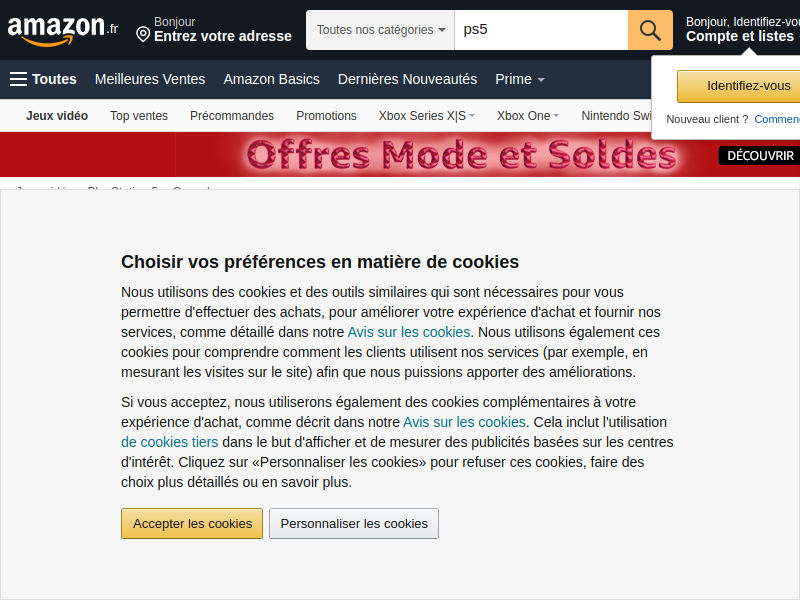 amazon.fr
Bonjour
Entrez votre adresse
Toutes nos catégories
ps5
Bonjour, Identifiez-vou
Compte et listes
Toutes
Meilleures Ventes
Amazon Basics
Dernières Nouveautés
Prime
Identifiez-vous
Nouveau client ? Commenc
Jeux vidéo
Top ventes
Précommandes
Promotions
Xbox Series X|S
Xbox One
Nintendo Swi
Offres Mode et Soldes
DÉCOUVRIR
Choisir vos préférences en matière de cookies
Nous utilisons des cookies et des outils similaires qui sont nécessaires pour vous
permettre d'effectuer des achats, pour améliorer votre expérience d'achat et fournir nos
services, comme détaillé dans notre Avis sur les cookies. Nous utilisons également ces
cookies pour comprendre comment les clients utilisent nos services (par exemple, en
mesurant les visites sur le site) afin que nous puissions apporter des améliorations.
Si vous acceptez, nous utiliserons également des cookies complémentaires à votre
expérience d'achat, comme décrit dans notre Avis sur les cookies. Cela inclut l'utilisation
de cookies tiers dans le but d'afficher et de mesurer des publicités basées sur les centres
d'intérêt. Cliquez sur «Personnaliser les cookies» pour refuser ces cookies, faire des
choix plus détaillés ou en savoir plus.
Accepter les cookies
Personnaliser les cookies